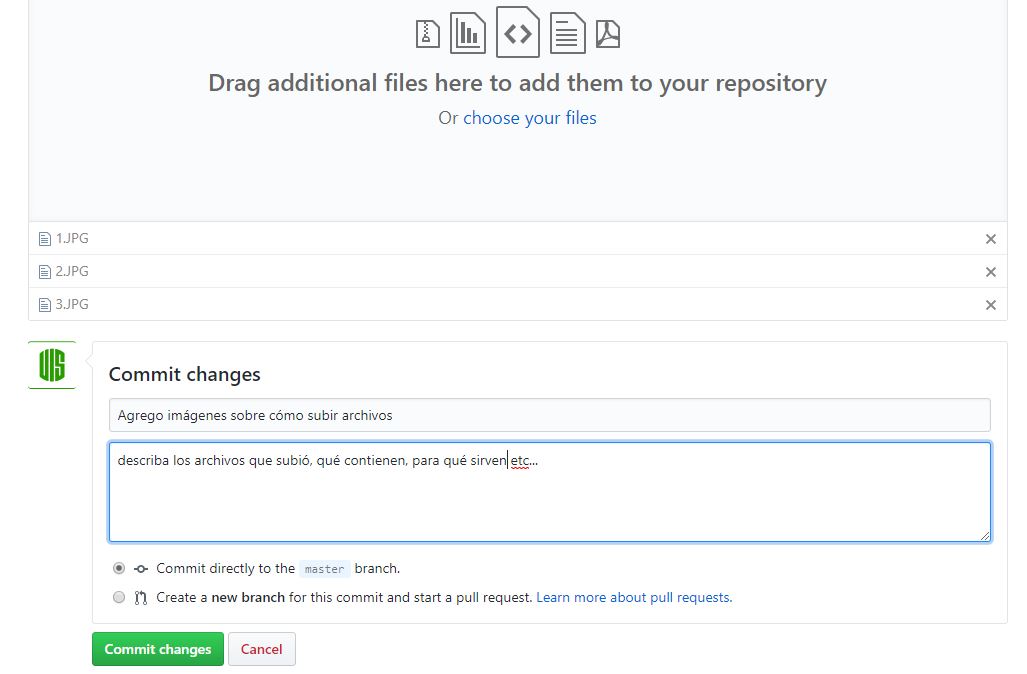 Drag additional files here to add them to your repository
Or choose your files
1.JPG
2.JPG
3.JPG
UIS
Commit changes
Agrego imágenes sobre cómo subir archivos
describa los archivos que subió, qué contienen, para qué sirven etc...
Commit directly to the master branch.
Create a new branch for this commit and start a pull request. Learn more about pull requests.
Commit changes Cancel